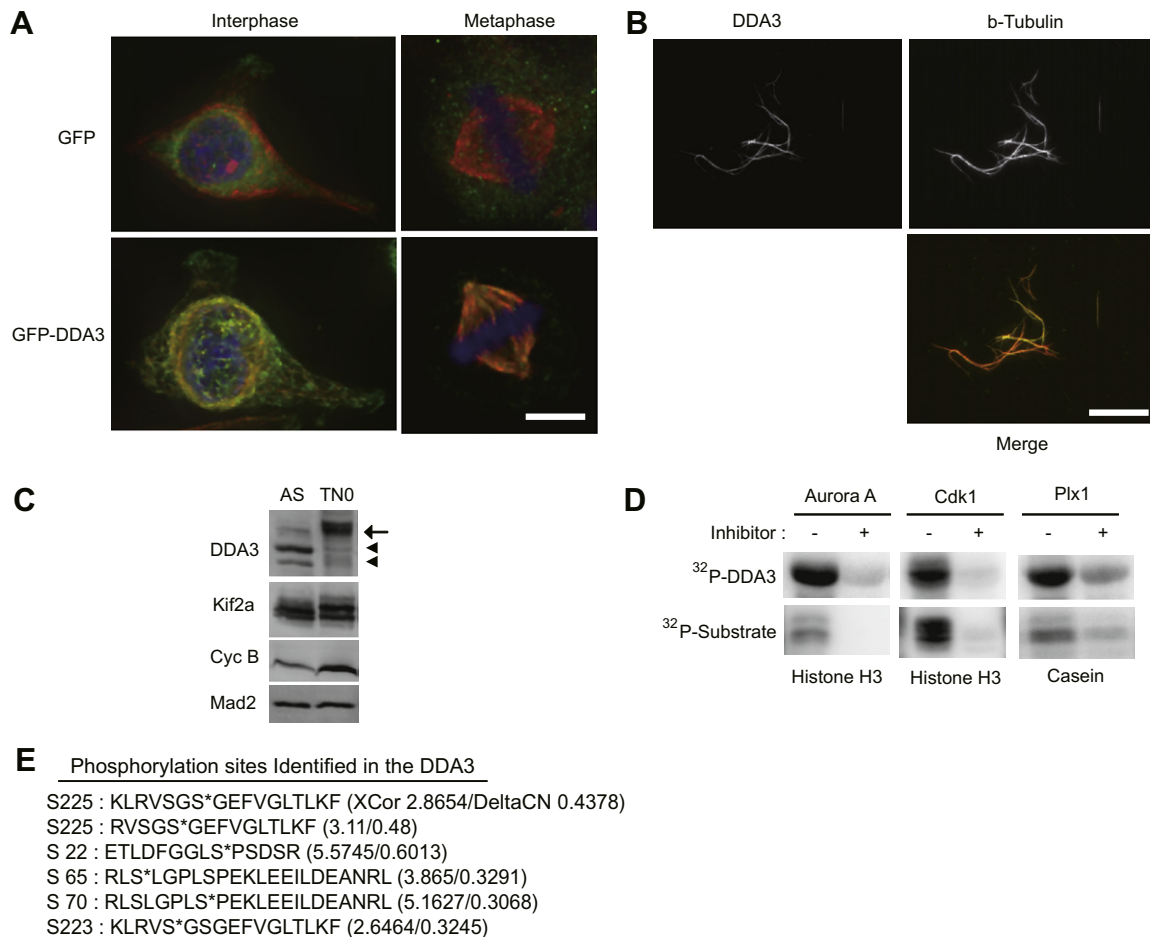 A
Interphase
Metaphase
GFP
GFP-DDA3
B
DDA3
b-Tubulin
Merge
C
AS TN0
DDA3
Kif2a
Cyc B
Mad2
D
Aurora A Cdk1 Plx1
Inhibitor : - + - + - +
32P-DDA3
32P-Substrate
Histone H3 Histone H3 Casein
E
Phosphorylation sites Identified in the DDA3
S225 : KLRVSGS*GEFVGLTLKF (XCor 2.8654/DeltaCN 0.4378)
S225 : RVSGS*GEFVGLTLKF (3.11/0.48)
S 22 : ETLDFGGLS*PSDSR (5.5745/0.6013)
S 65 : RLS*LGPLSPEKLEEILDEANRL (3.865/0.3291)
S 70 : RLSLGPLS*PEKLEEILDEANRL (5.1627/0.3068)
S223 : KLRVS*GSGEFVGLTLKF (2.6464/0.3245)